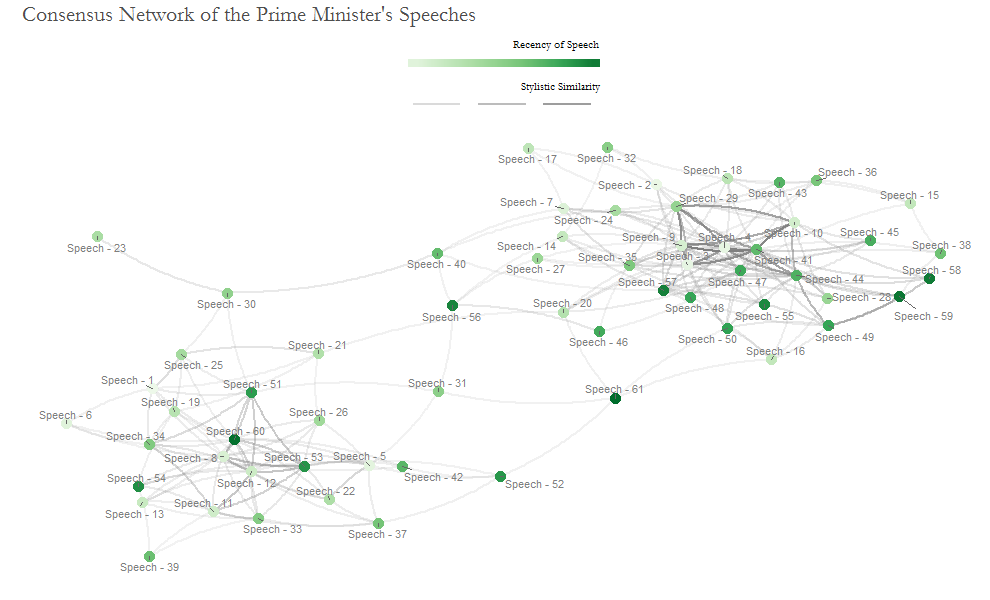 Consensus Network of the Prime Minister's Speeches
Recency of Speech
Stylistic Similarity
Speech - 17
Speech - 32
Speech - 18
Speech - 36
Speech - 2
Speech - 43
Speech - 15
Speech - 29
Speech - 7
Speech - 24
Speech - 10
Speech - 45
Speech - 9
Speech - 4
Speech - 14
Speech - 38
Speech - 23
Speech - 35
Speech - 3
Speech - 41
Speech - 40
Speech - 27
Speech - 58
Speech - 57
Speech - 47
Speech - 44
Speech - 28
Speech - 30
Speech - 20
Speech - 48
Speech - 55
Speech - 59
Speech - 56
Speech - 46
Speech - 50
Speech - 49
Speech - 21
Speech - 16
Speech - 25
Speech - 1
Speech - 51
Speech - 31
Speech - 61
Speech - 19
Speech - 6
Speech - 26
Speech - 60
Speech - 34
Speech - 8
Speech - 53
Speech - 5
Speech - 54
Speech - 12
Speech - 42
Speech - 52
Speech - 22
Speech - 11
Speech - 13
Speech - 33
Speech - 37
Speech - 39